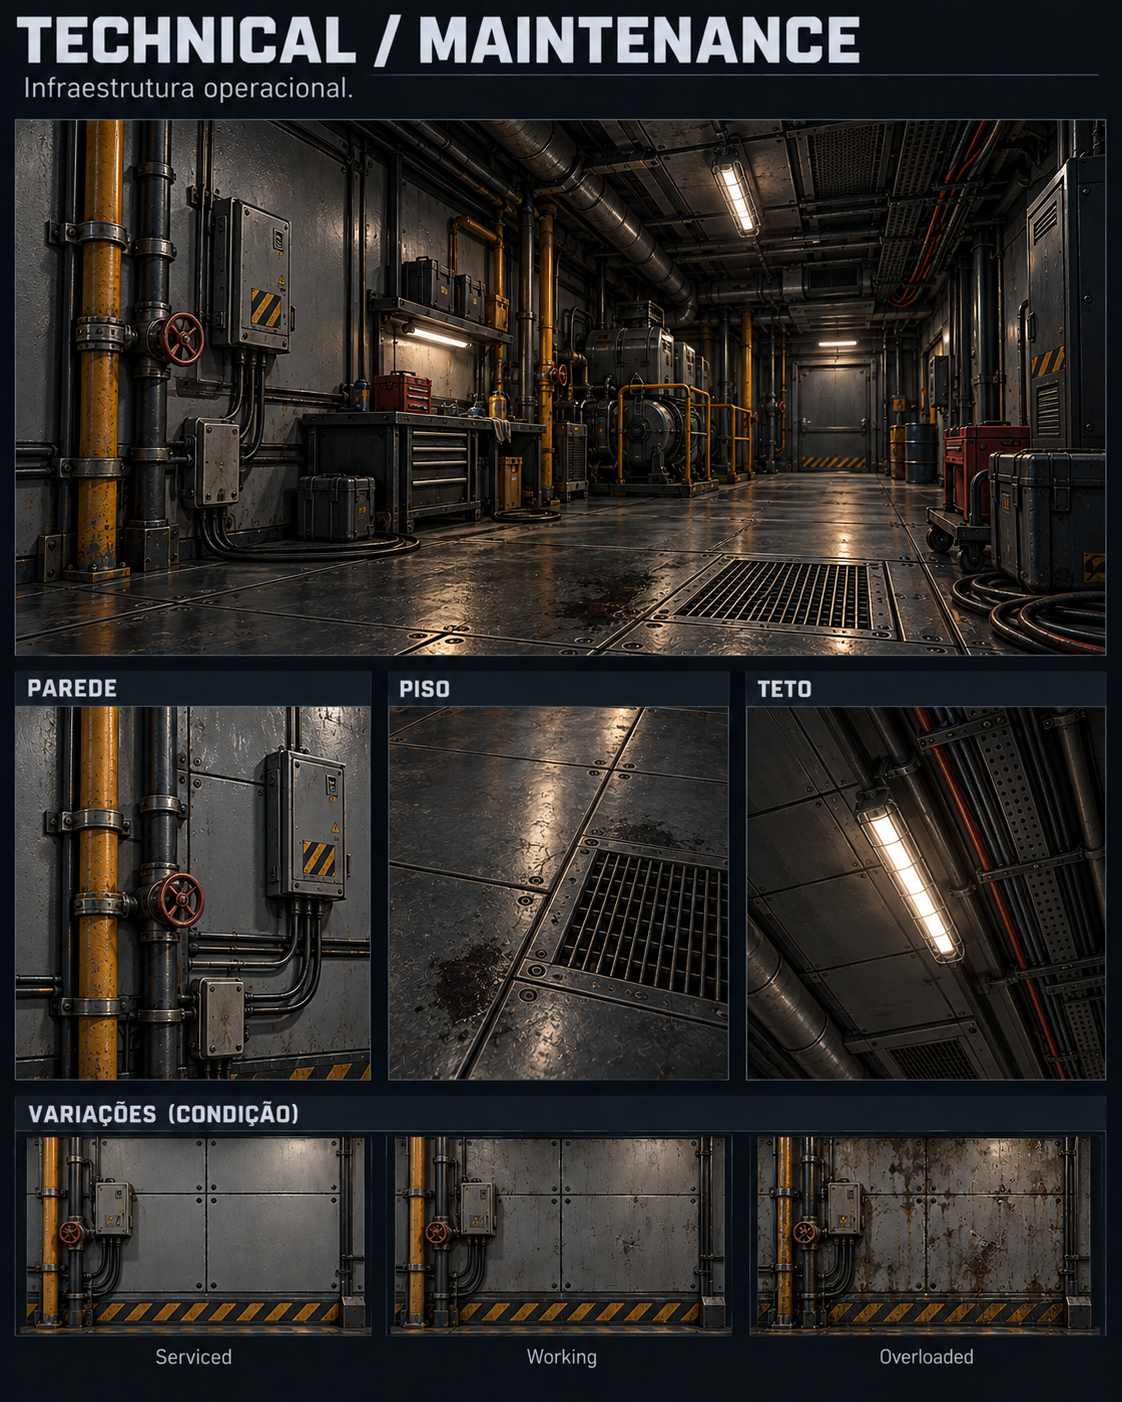 TECHNICAL / MAINTENANCE
Infraestrutura operacional.
PAREDE
PISO
TETO
VARIAÇÕES (CONDIÇÃO)
Serviced
Working
Overloaded